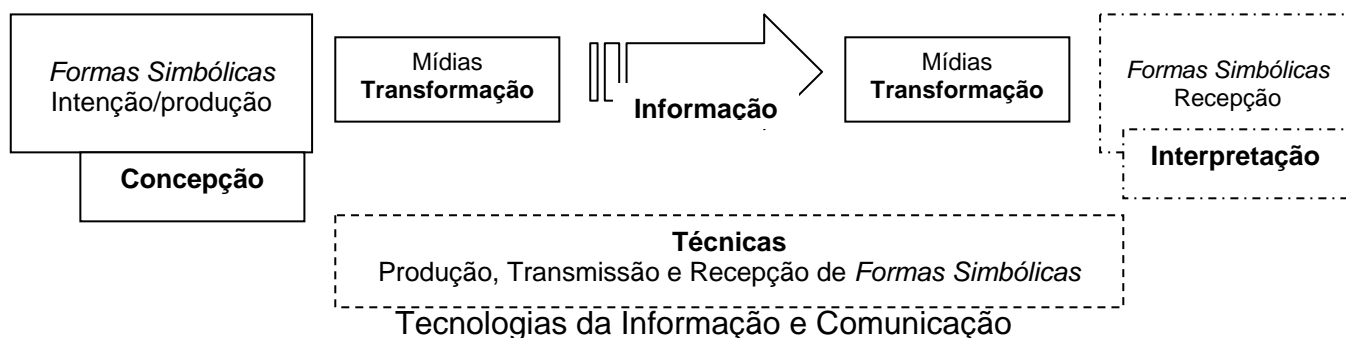 Formas Simbólicas
Intenção/produção
Concepção
Mídias
Transformação
Informação
Mídias
Transformação
Formas Simbólicas
Recepção
Interpretação
Técnicas
Produção, Transmissão e Recepção de Formas Simbólicas
Tecnologias da Informação e Comunicação